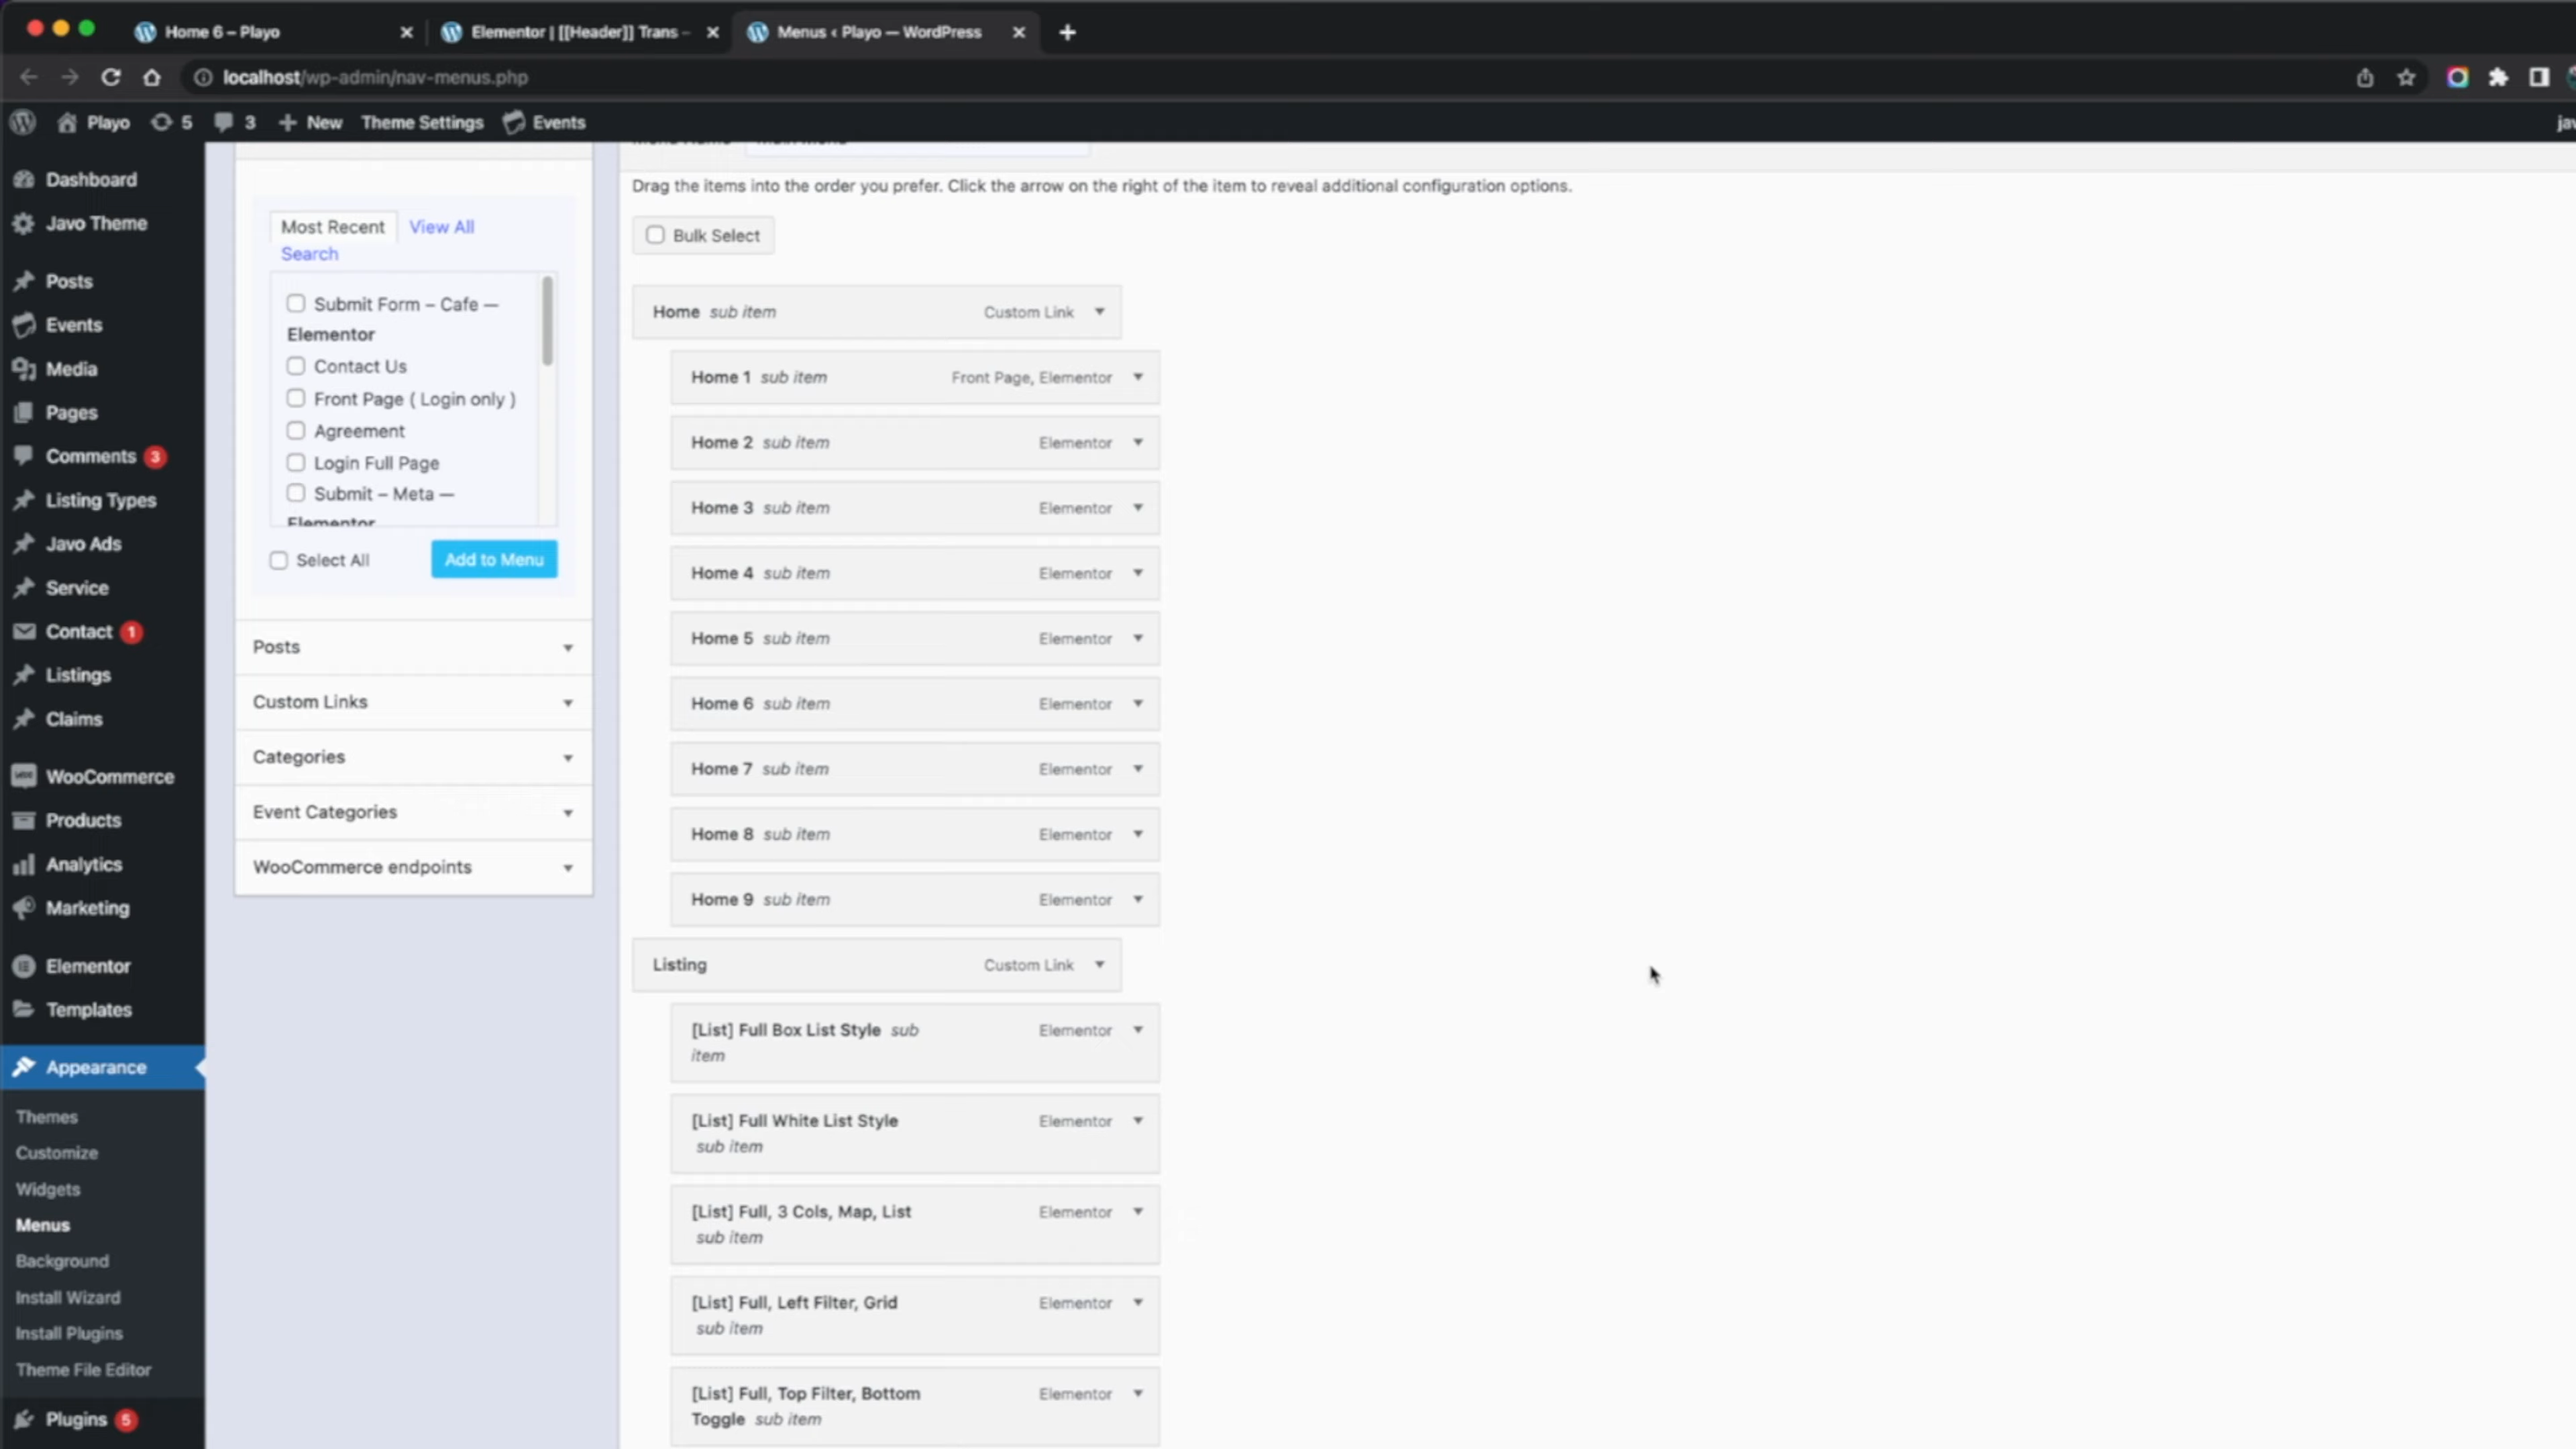 Home 6 – Playo
Elementor | [[Header]] Trans –
Menus ‹ Playo — WordPress
localhost/wp-admin/nav-menus.php
Playo 5 3 New Theme Settings Events
Dashboard
Javo Theme
Posts
Events
Media
Pages
Comments 3
Listing Types
Javo Ads
Service
Contact 1
Listings
Claims
WooCommerce
Products
Analytics
Marketing
Elementor
Templates
Appearance
Themes
Customize
Widgets
Menus
Background
Install Wizard
Install Plugins
Theme File Editor
Plugins 5
Most Recent View All
Search
Submit Form – Cafe —
Elementor
Contact Us
Front Page ( Login only )
Agreement
Login Full Page
Submit – Meta —
Elementor
Select All Add to Menu
Posts
Custom Links
Categories
Event Categories
WooCommerce endpoints
Drag the items into the order you prefer. Click the arrow on the right of the item to reveal additional configuration options.
Bulk Select
Home sub item Custom Link
Home 1 sub item Front Page, Elementor
Home 2 sub item Elementor
Home 3 sub item Elementor
Home 4 sub item Elementor
Home 5 sub item Elementor
Home 6 sub item Elementor
Home 7 sub item Elementor
Home 8 sub item Elementor
Home 9 sub item Elementor
Listing Custom Link
[List] Full Box List Style sub Elementor
item
[List] Full White List Style Elementor
sub item
[List] Full, 3 Cols, Map, List Elementor
sub item
[List] Full, Left Filter, Grid Elementor
sub item
[List] Full, Top Filter, Bottom Elementor
Toggle sub item